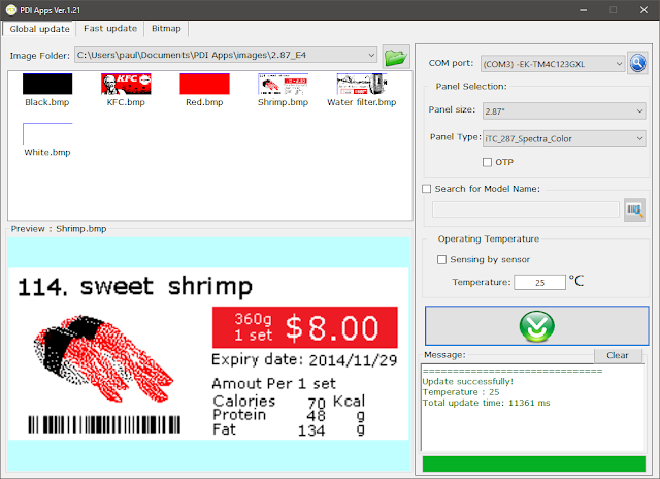 PDI Apps Ver.1.21
Global update Fast update Bitmap
Image Folder: C:\Users\paul\Documents\PDI Apps\images\2.87_E4
Black.bmp KFC.bmp Red.bmp Shrimp.bmp Water filter.bmp
White.bmp
Preview : Shrimp.bmp
114. sweet shrimp
360g
1 set
$8.00
Expiry date: 2014/11/29
Amout Per 1 set
Calories 70 Kcal
Protein 48 g
Fat 134 g
COM port: (COM3) -EK-TM4C123GXL
Panel Selection:
Panel size: 2.87"
Panel Type: iTC_287_Spectra_Color
OTP
Search for Model Name:
Operating Temperature
Sensing by sensor
Temperature: 25 °C
Message: Clear
================================
Update successfully!
Temperature : 25
Total update time: 11361 ms